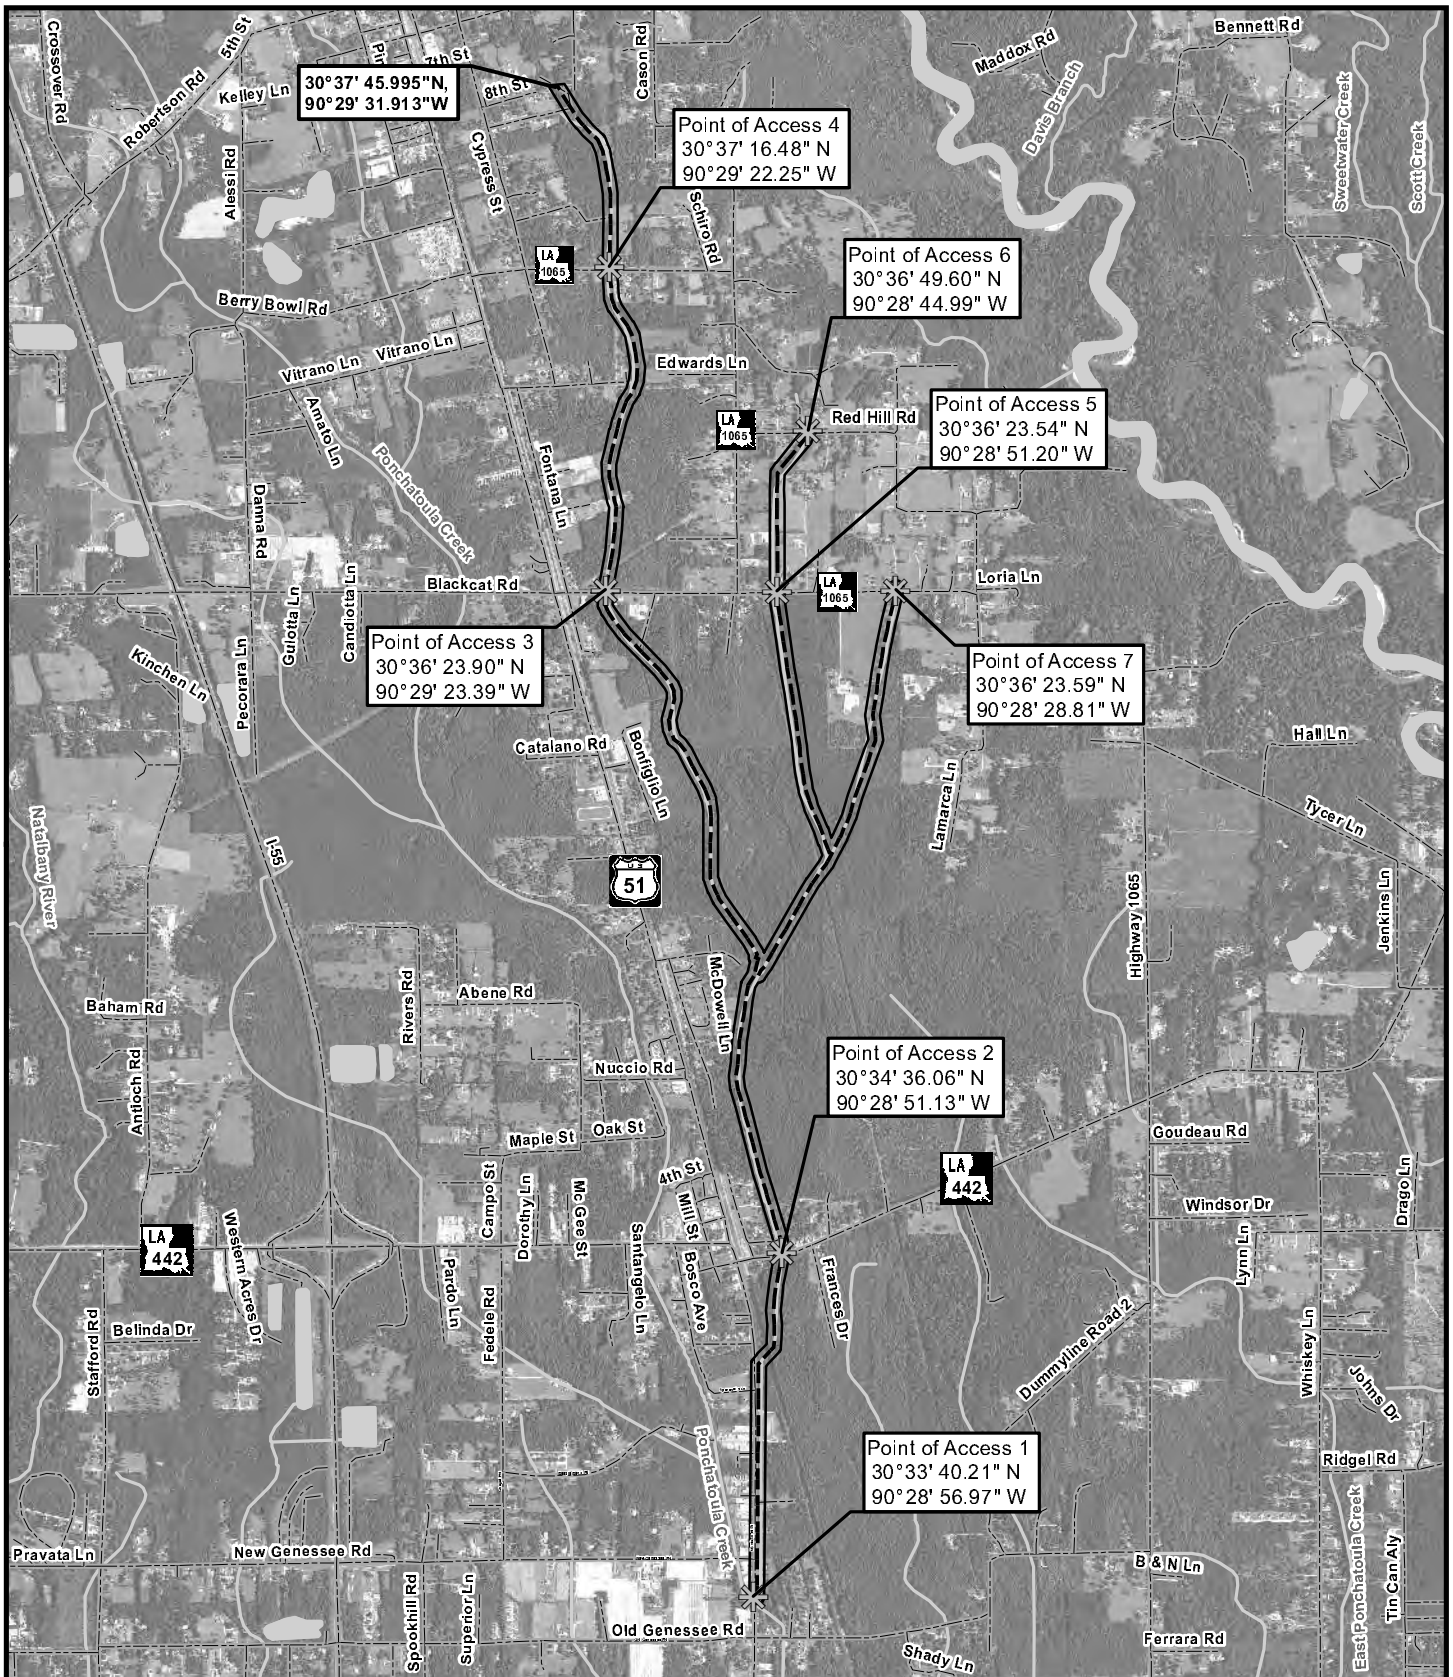 Crossover Rd
Robertson Rd
5th St
Kelley Ln
Pin
7th St
8th St
Cason Rd
Maddox Rd
Davis Branch
Bennett Rd
Sweetwater Creek
Scott Creek
30°37' 45.995"N,
90°29' 31.913"W
Point of Access 4
30°37' 16.48" N
90°29' 22.25" W
Alessi Rd
Cypress St
Schiro Rd
LA
1065
Point of Access 6
30°36' 49.60" N
90°28' 44.99" W
Berry Bowl Rd
Vitrano Ln
Vitrano Ln
Edwards Ln
Amato Ln
Ponchatoula Creek
LA
1065
Red Hill Rd
Point of Access 5
30°36' 23.54" N
90°28' 51.20" W
Fontana Ln
Danna Rd
Blackcat Rd
LA
1065
Loria Ln
Gulotta Ln
Candiotta Ln
Point of Access 3
30°36' 23.90" N
90°29' 23.39" W
Point of Access 7
30°36' 23.59" N
90°28' 28.81" W
Kinchen Ln
Pecorara Ln
Catalano Rd
Bonfiglio Ln
Hall Ln
Lamarca Ln
Tycer Ln
Natalbany River
I-55
US
51
Highway 1065
Jenkins Ln
Baham Rd
Rivers Rd
Abene Rd
McDowell Ln
Antioch Rd
Nuccio Rd
Point of Access 2
30°34' 36.06" N
90°28' 51.13" W
Maple St
Oak St
Goudeau Rd
4th St
Campo St
Dorothy Ln
Mc Gee St
Mill St
LA
442
Windsor Dr
Drago Ln
LA
442
Western Acres Dr
Pardo Ln
Fedele Rd
Santangelo Ln
Bosco Ave
Frances Dr
Lynn Ln
Stafford Rd
Belinda Dr
Dummyline Road 2
Whiskey Ln
Johns Dr
Ponchatoula Creek
Point of Access 1
30°33' 40.21" N
90°28' 56.97" W
Ridgel Rd
Pravata Ln
New Genessee Rd
B & N Ln
East Ponchatoula Creek
Tin Can Aly
Spookhill Rd
Superior Ln
Old Genessee Rd
Shady Ln
Ferrara Rd